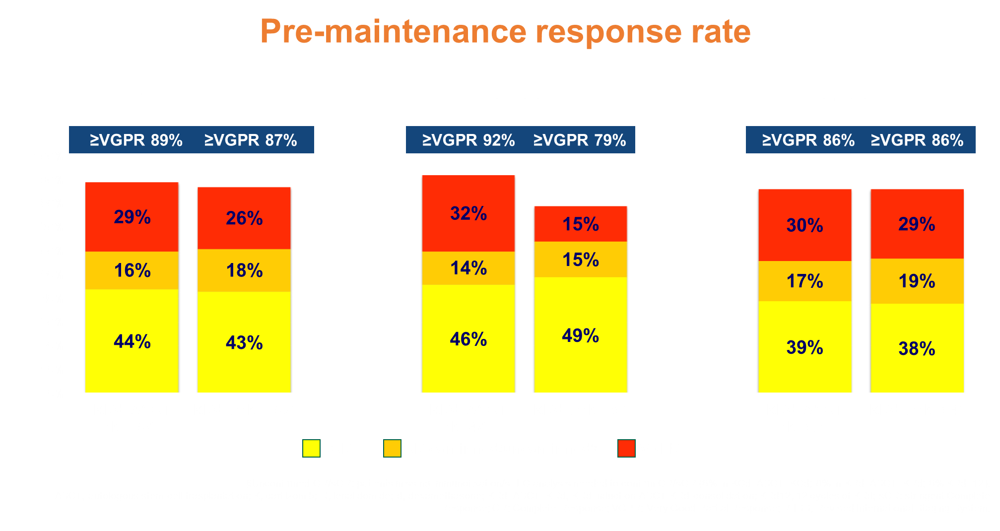 Pre-maintenance response rate
≥VGPR 89% ≥VGPR 87% ≥VGPR 92% ≥VGPR 79% ≥VGPR 86% ≥VGPR 86%
29% 26% 32% 15% 30% 29%
16% 18% 14% 15% 17% 19%
44% 43% 46% 49% 39% 38%